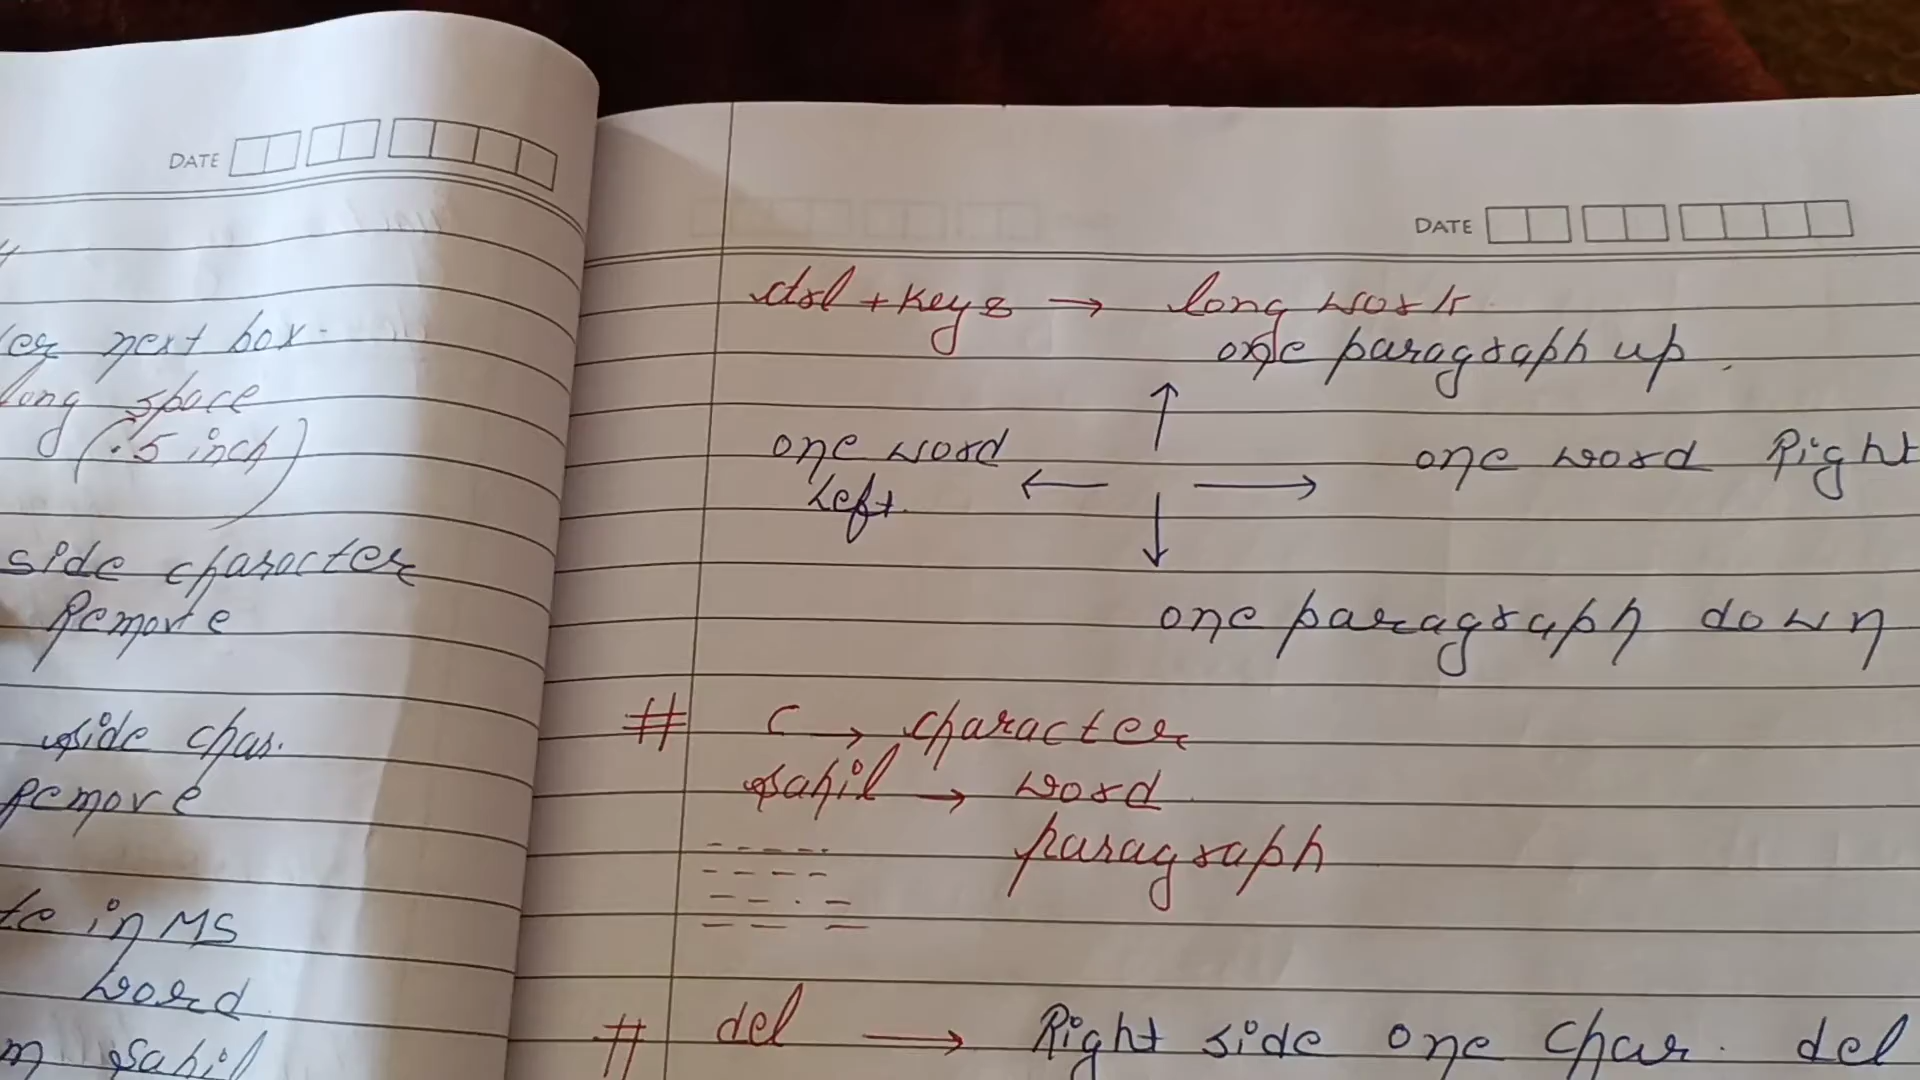 DATE
er next box.
long space
(.5 inch)
side character
Remove
side char.
Remove
te in MS
word
sahil
DATE
ctrl + keys → long work.
one paragraph up.
↑
one word
left.
← →
one word Right
↓
one paragraph down
# C → character
sahil → word
paragraph
# del → Right side one char. del